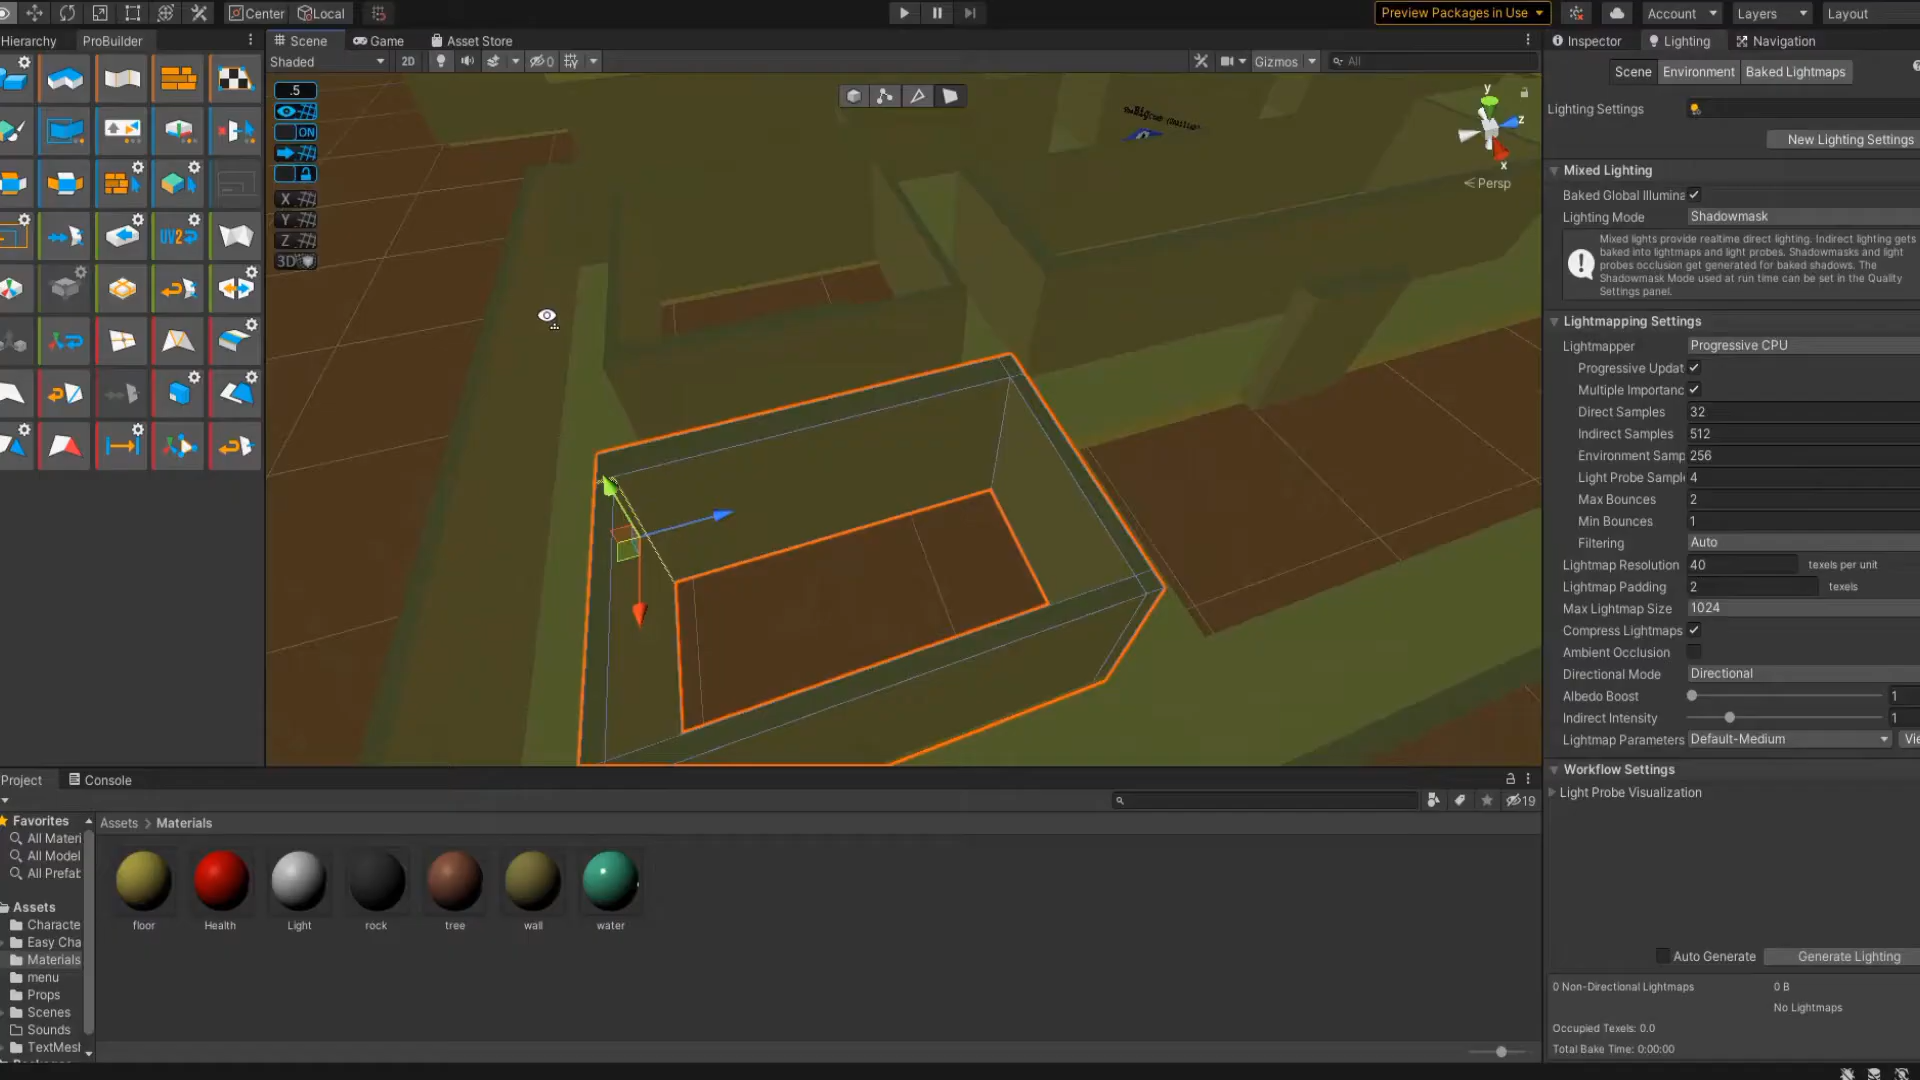 Center Local
Preview Packages in Use Account Layers Layout
Hierarchy ProBuilder Scene Game Asset Store Inspector Lighting Navigation
Shaded 2D 0 Gizmos All
Scene Environment Baked Lightmaps
.5
ON
X
Y
Z
3D
UV2
y
z
x
Persp
Lighting Settings
New Lighting Settings
Mixed Lighting
Baked Global Illumina
Lighting Mode Shadowmask
Mixed lights provide realtime direct lighting. Indirect lighting gets
baked into lightmaps and light probes. Shadowmasks and light
probes occlusion get generated for baked shadows. The
Shadowmask Mode used at run time can be set in the Quality
Settings panel.
Lightmapping Settings
Lightmapper Progressive CPU
Progressive Updat
Multiple Importanc
Direct Samples 32
Indirect Samples 512
Environment Samp 256
Light Probe Sampl 4
Max Bounces 2
Min Bounces 1
Filtering Auto
Lightmap Resolution 40 texels per unit
Lightmap Padding 2 texels
Max Lightmap Size 1024
Compress Lightmaps
Ambient Occlusion
Directional Mode Directional
Albedo Boost 1
Indirect Intensity 1
Lightmap Parameters Default-Medium Vie
Workflow Settings
Light Probe Visualization
Auto Generate Generate Lighting
0 Non-Directional Lightmaps 0 B
No Lightmaps
Occupied Texels: 0.0
Total Bake Time: 0:00:00
Project Console
19
Favorites
All Materi
All Model
All Prefab
Assets
Characte
Easy Cha
Materials
menu
Props
Scenes
Sounds
TextMesl
Assets > Materials
floor Health Light rock tree wall water